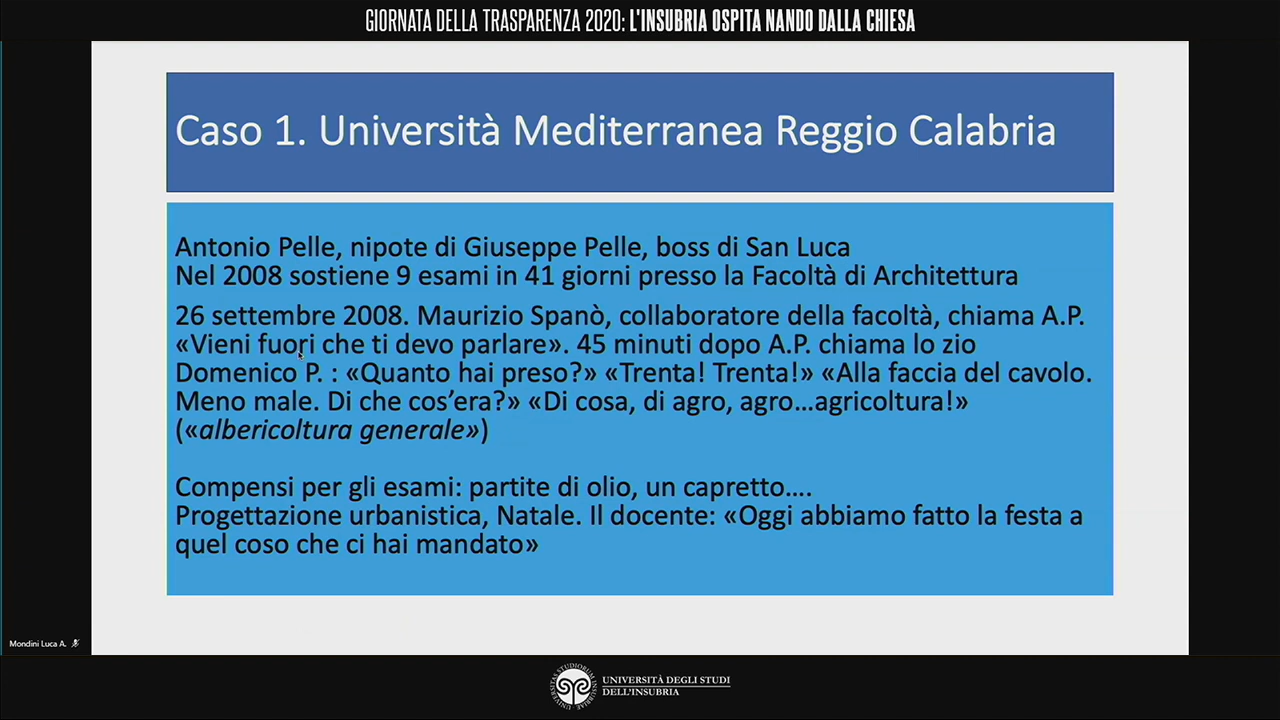 GIORNATA DELLA TRASPARENZA 2020: L'INSUBRIA OSPITA NANDO DALLA CHIESA
Caso 1. Università Mediterranea Reggio Calabria
Antonio Pelle, nipote di Giuseppe Pelle, boss di San Luca
Nel 2008 sostiene 9 esami in 41 giorni presso la Facoltà di Architettura
26 settembre 2008. Maurizio Spanò, collaboratore della facoltà, chiama A.P.
«Vieni fuori che ti devo parlare». 45 minuti dopo A.P. chiama lo zio
Domenico P. : «Quanto hai preso?» «Trenta! Trenta!» «Alla faccia del cavolo.
Meno male. Di che cos’era?» «Di cosa, di agro, agro…agricoltura!»
(«albericoltura generale»)
Compensi per gli esami: partite di olio, un capretto….
Progettazione urbanistica, Natale. Il docente: «Oggi abbiamo fatto la festa a
quel coso che ci hai mandato»
Mondini Luca A.
UNIVERSITÀ DEGLI STUDI
DELL'INSUBRIA